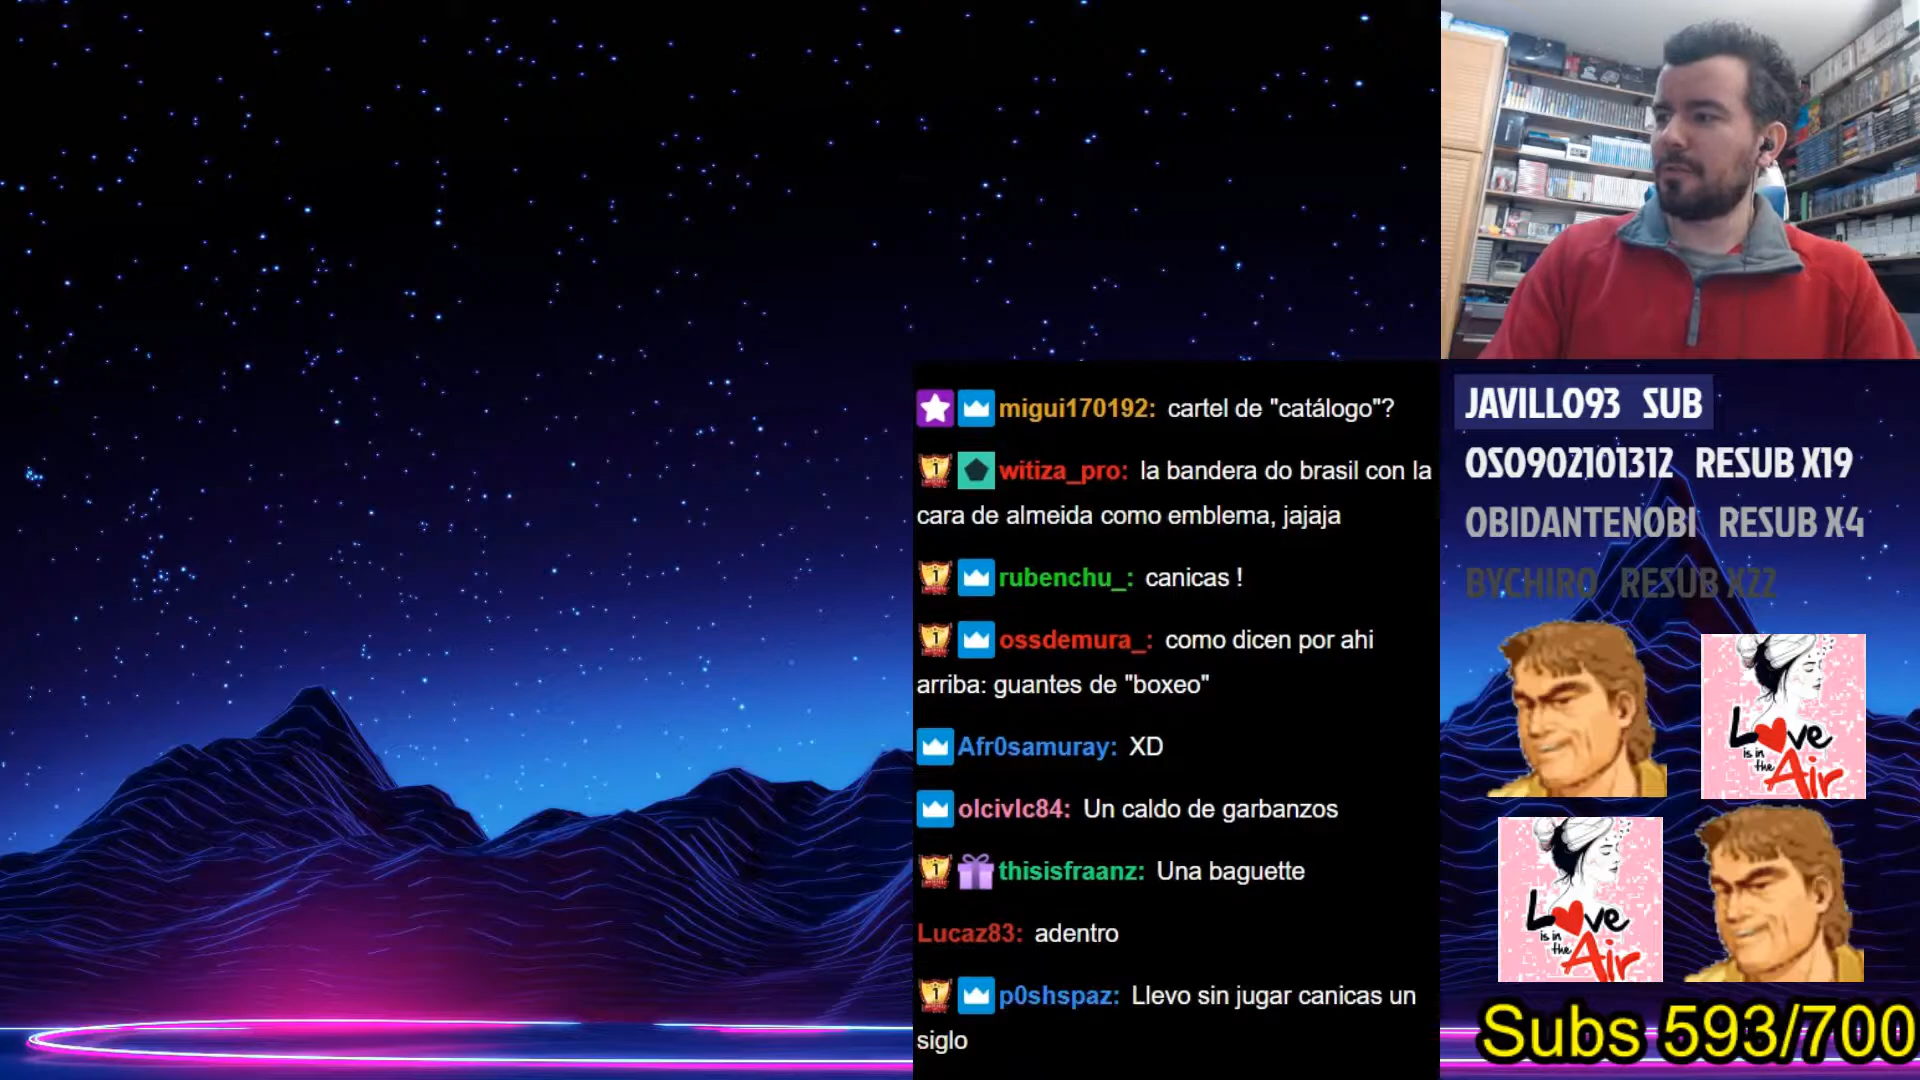 migui170192: cartel de "catálogo"?
witiza_pro: la bandera do brasil con la
cara de almeida como emblema, jajaja
rubenchu_: canicas !
ossdemura_: como dicen por ahi
arriba: guantes de "boxeo"
Afr0samuray: XD
olcivlc84: Un caldo de garbanzos
thisisfraanz: Una baguette
Lucaz83: adentro
p0shspaz: Llevo sin jugar canicas un
siglo
JAVILLO93 SUB
OSO902101312 RESUB X19
OBIDANTENOBI RESUB X4
BYCHIRO RESUB X22
Love
is in
the Air
Love
is in
the Air
Subs 593/700